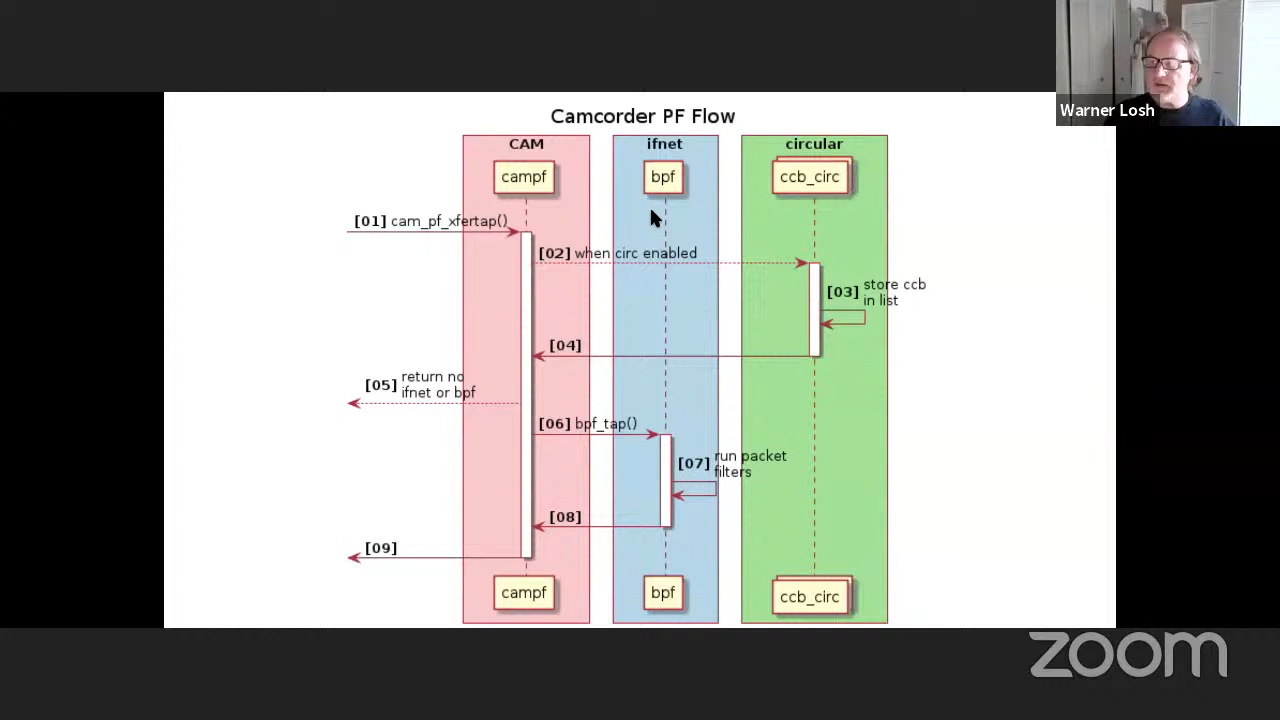 Warner Losh
Camcorder PF Flow
CAM
ifnet
circular
campf
bpf
ccb_circ
[01] cam_pf_xfertap()
[02] when circ enabled
[03] store ccb
in list
[04]
[05] return no
ifnet or bpf
[06] bpf_tap()
[07] run packet
filters
[08]
[09]
campf
bpf
ccb_circ
zoom